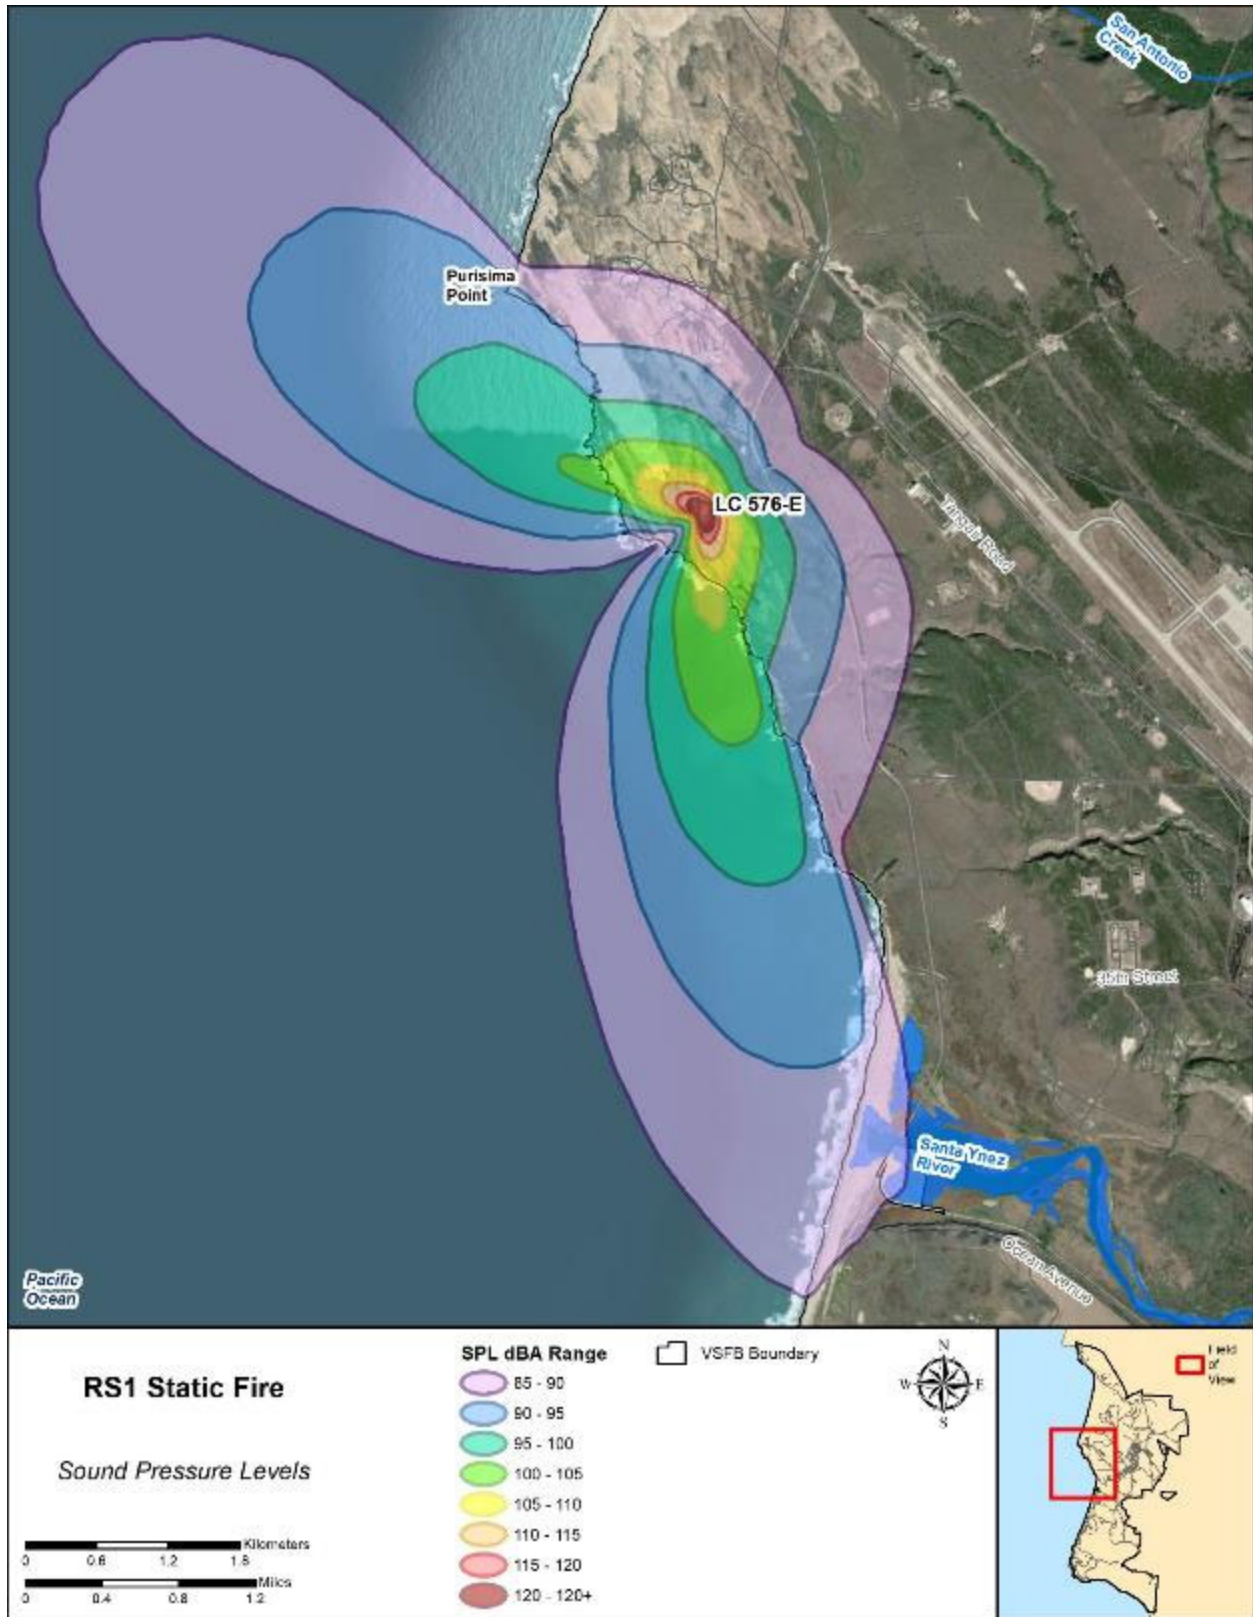 San Antonio
Creek
Purisima
Point
LC 576-E
Tangair Road
35th Street
Santa Ynez
River
Ocean Avenue
Pacific
Ocean
RS1 Static Fire
Sound Pressure Levels
Kilometers
0 0.6 1.2 1.8
Miles
0 0.4 0.8 1.2
SPL dBA Range
85 - 90
90 - 95
95 - 100
100 - 105
105 - 110
110 - 115
115 - 120
120 - 120+
VSFB Boundary
N
W E
S
Field
of
View